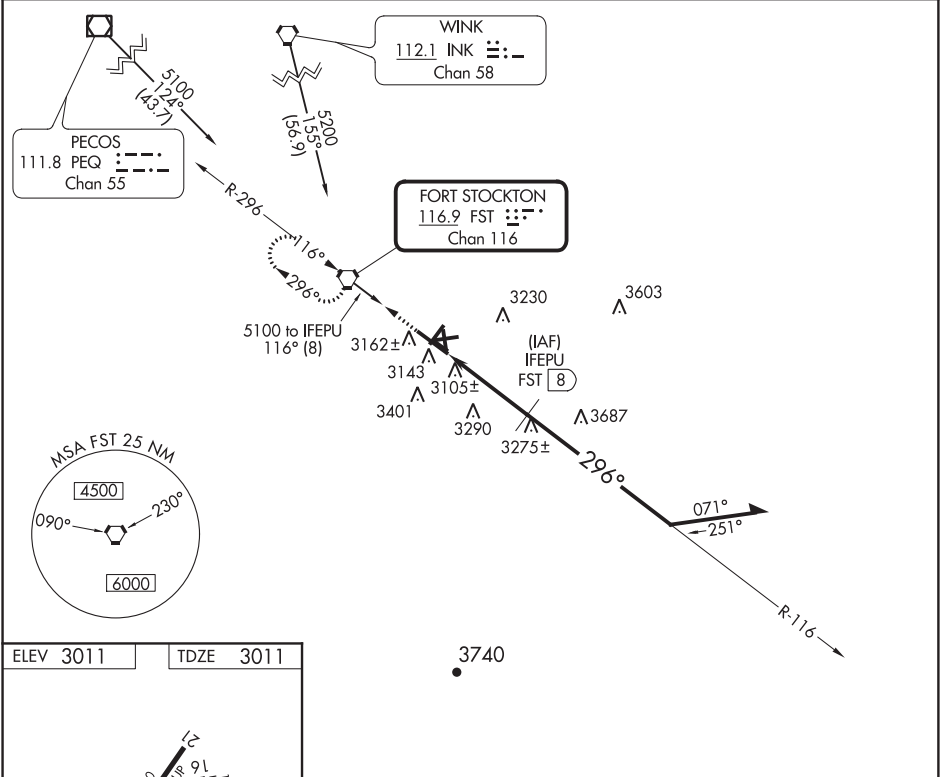 WINK
112.1 INK
Chan 58
5100
124°
(43.7)
5200
155°
(56.9)
PECOS
111.8 PEQ
Chan 55
R-296
FORT STOCKTON
116.9 FST
Chan 116
116°
296°
5100 to IFEPU
116° (8)
3230
3603
(IAF)
IFEPU
FST 8
3162±
3143
3105±
3401
3290
3687
3275±
296°
071°
251°
R-116
MSA FST 25 NM
4500
090°
230°
6000
3740
ELEV 3011
TDZE 3011
21
16